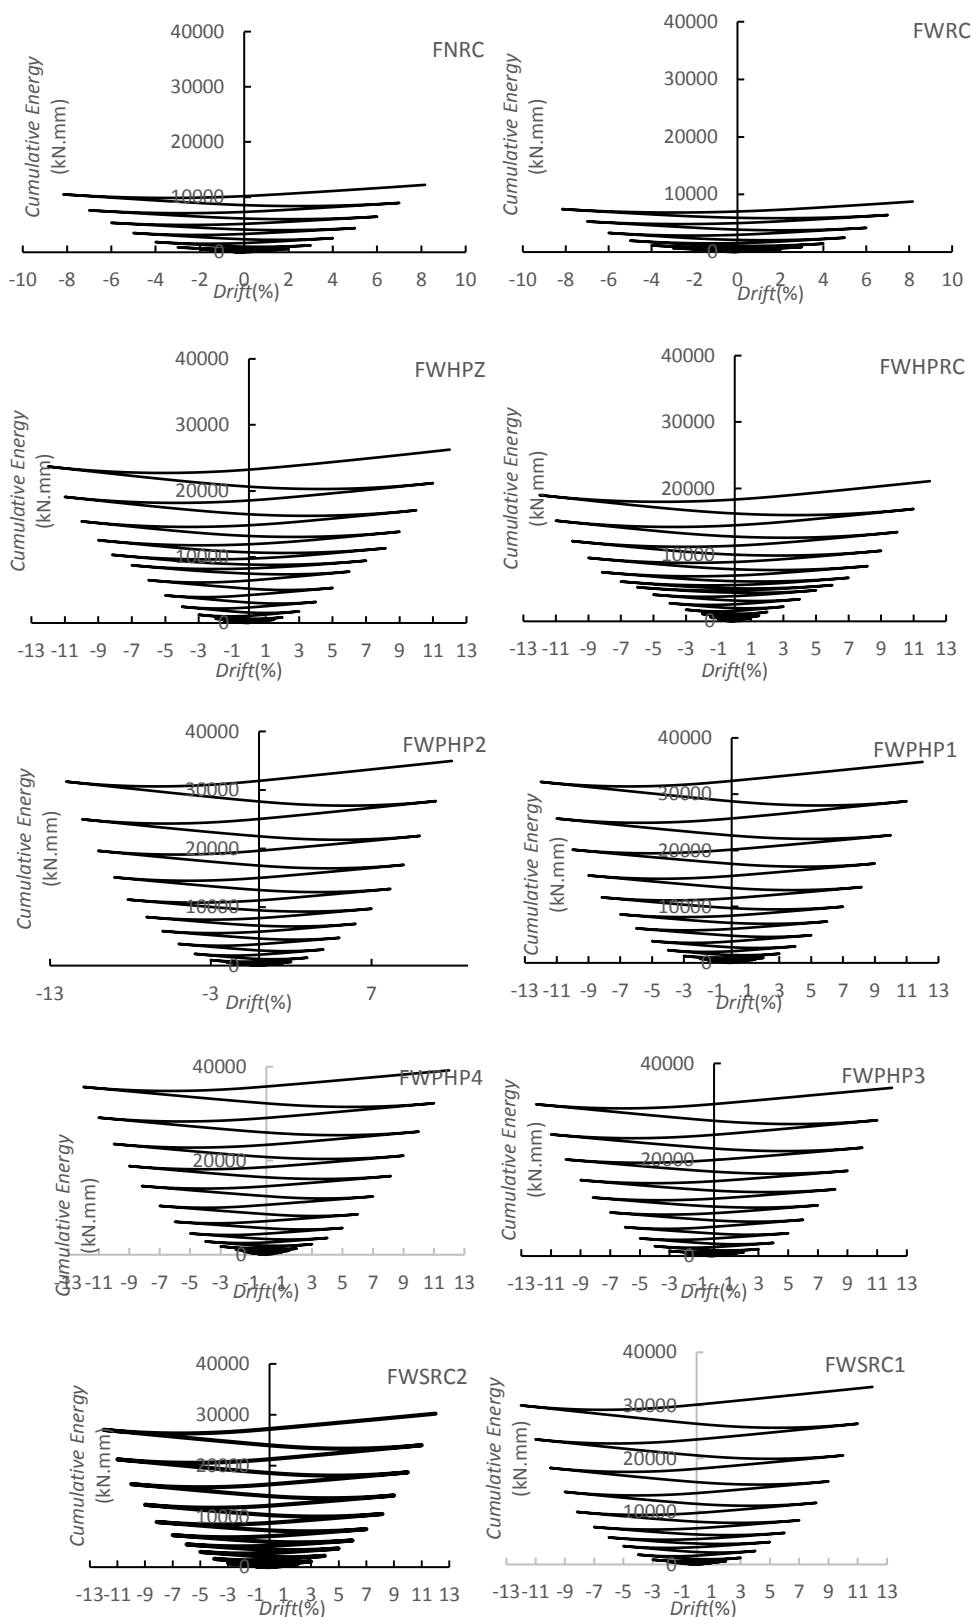 40000
FNRC
30000
20000
10000
0
Cumulative Energy
(kN.mm)
-10 -8 -6 -4 -2 0 2 4 6 8 10
Drift(%)
40000
FWRC
30000
20000
10000
0
Cumulative Energy
(kN.mm)
-10 -8 -6 -4 -2 0 2 4 6 8 10
Drift(%)
40000
FWHPZ
30000
20000
10000
0
Cumulative Energy
(kN.mm)
-13 -11 -9 -7 -5 -3 -1 1 3 5 7 9 11 13
Drift(%)
40000
FWHPRC
30000
20000
10000
0
Cumulative Energy
(kN.mm)
-13 -11 -9 -7 -5 -3 -1 1 3 5 7 9 11 13
Drift(%)
40000
FWPHP2
30000
20000
10000
0
Cumulative Energy
(kN.mm)
-13 -3 7
Drift(%)
40000
FWPHP1
30000
20000
10000
0
Cumulative Energy
(kN.mm)
-13 -11 -9 -7 -5 -3 -1 1 3 5 7 9 11 13
Drift(%)
40000
FWPHP4
20000
0
Cumulative Energy
(kN.mm)
-13 -11 -9 -7 -5 -3 -1 1 3 5 7 9 11 13
Drift(%)
40000
FWPHP3
20000
0
Cumulative Energy
(kN.mm)
-13 -11 -9 -7 -5 -3 -1 1 3 5 7 9 11 13
Drift(%)
40000
FWSRC2
30000
20000
10000
0
Cumulative Energy
(kN.mm)
-13 -11 -9 -7 -5 -3 -1 1 3 5 7 9 11 13
Drift(%)
40000
FWSRC1
30000
20000
10000
0
Cumulative Energy
(kN.mm)
-13 -11 -9 -7 -5 -3 -1 1 3 5 7 9 11 13
Drift(%)